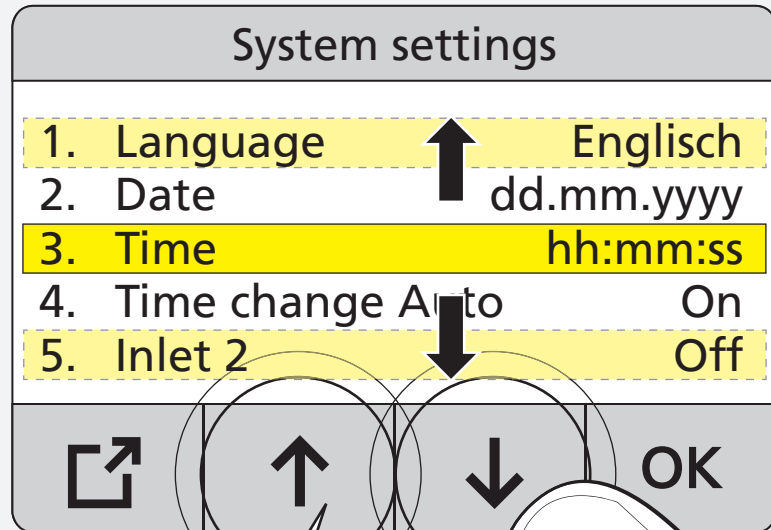 System settings
1. Language Englisch
2. Date dd.mm.yyyy
3. Time hh:mm:ss
4. Time change Auto On
5. Inlet 2 Off
OK